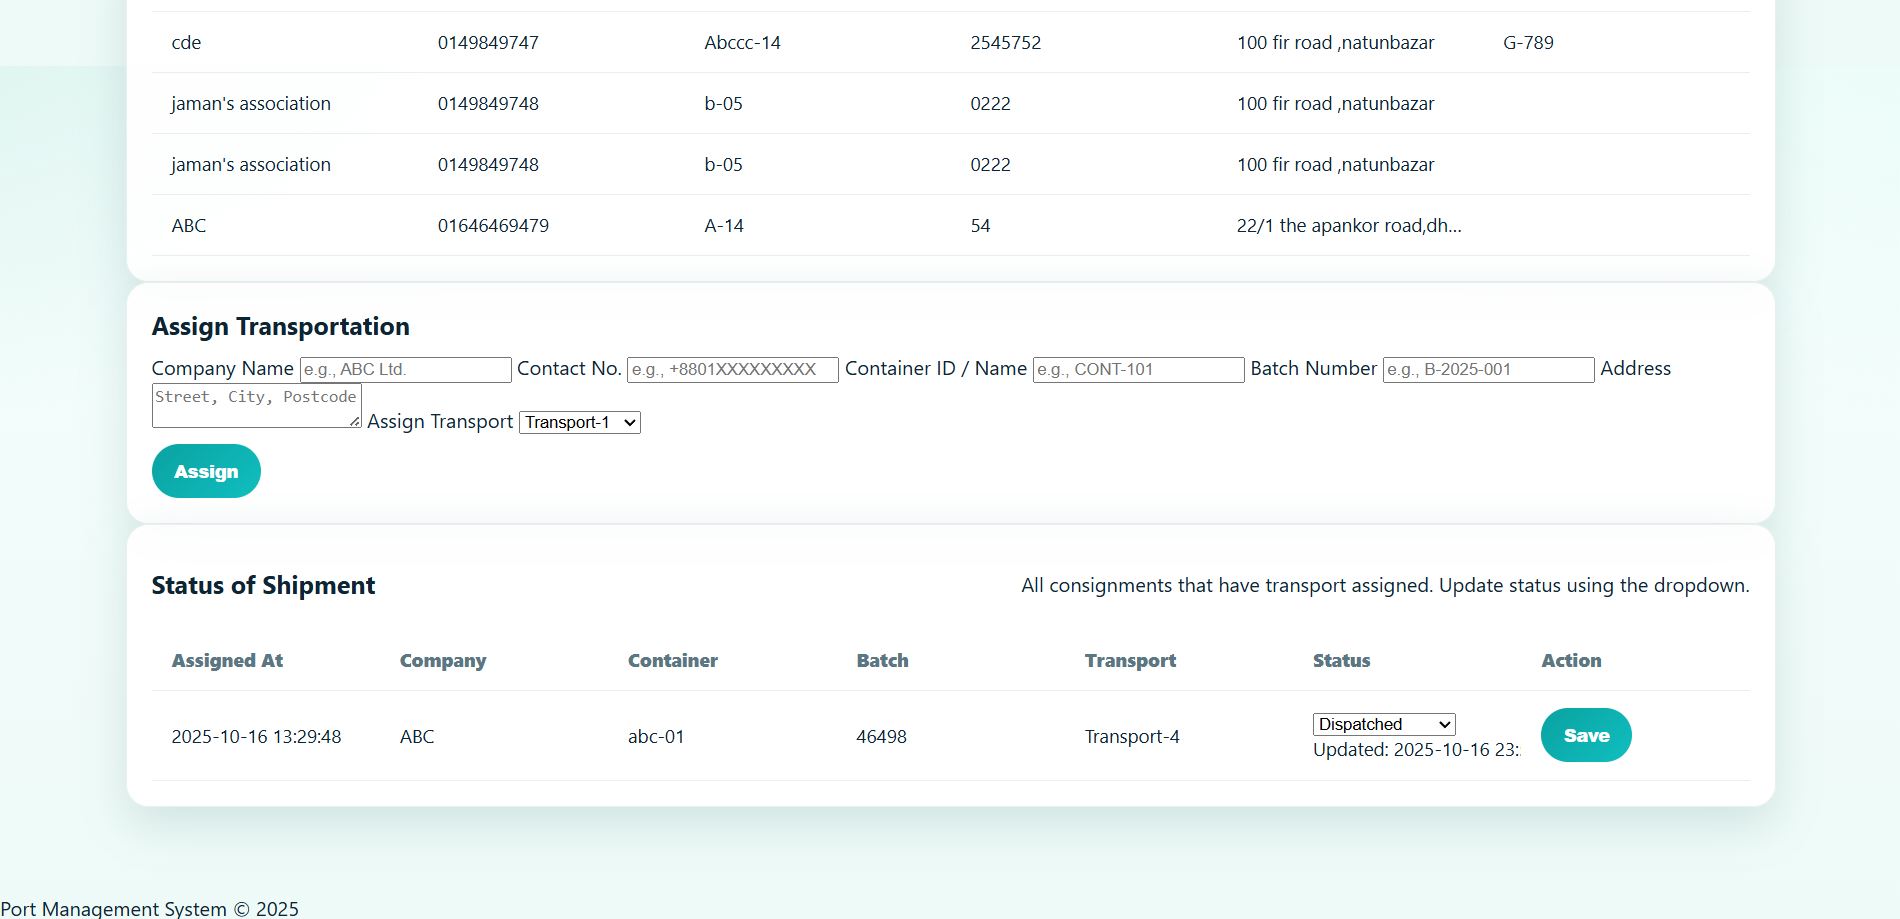 cde 0149849747 Abccc-14 2545752 100 fir road ,natunbazar G-789
jaman's association 0149849748 b-05 0222 100 fir road ,natunbazar
jaman's association 0149849748 b-05 0222 100 fir road ,natunbazar
ABC 01646469479 A-14 54 22/1 the apankor road,dh...
Assign Transportation
Company Name e.g., ABC Ltd. Contact No. e.g., +8801XXXXXXXXX Container ID / Name e.g., CONT-101 Batch Number e.g., B-2025-001 Address
Street, City, Postcode Assign Transport Transport-1
Assign
Status of Shipment All consignments that have transport assigned. Update status using the dropdown.
Assigned At Company Container Batch Transport Status Action
2025-10-16 13:29:48 ABC abc-01 46498 Transport-4 Dispatched Save
Updated: 2025-10-16 23:
Port Management System © 2025